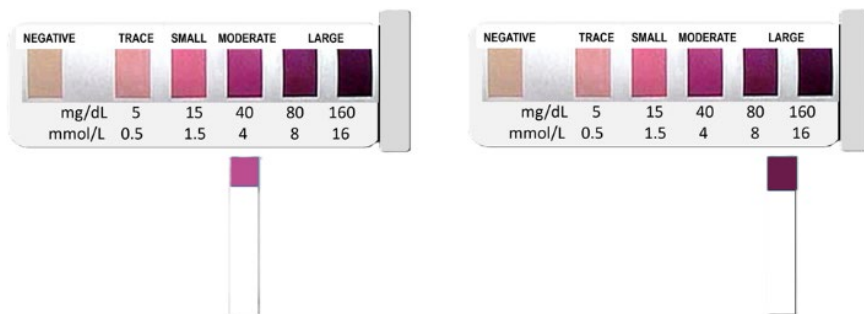 NEGATIVE TRACE SMALL MODERATE LARGE
mg/dL 5 15 40 80 160
mmol/L 0.5 1.5 4 8 16
NEGATIVE TRACE SMALL MODERATE LARGE
mg/dL 5 15 40 80 160
mmol/L 0.5 1.5 4 8 16